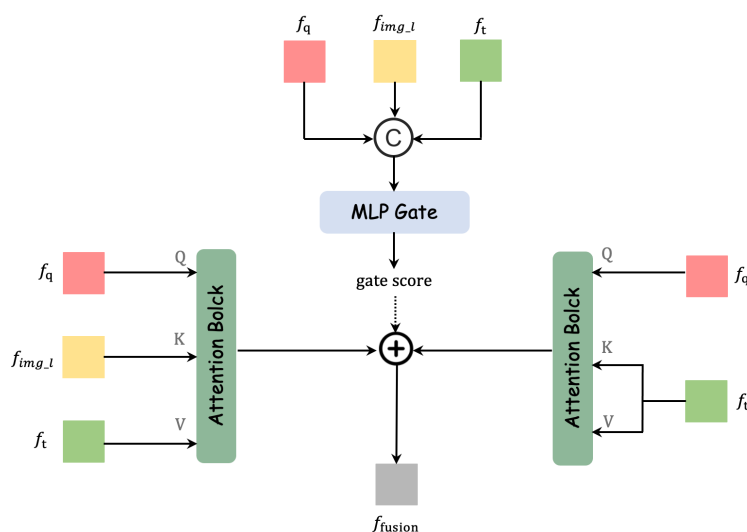 f_q f_img_l f_t
C
MLP Gate
gate score
f_q Q
f_img_l K
f_t V
Attention Bolck
Attention Bolck
Q f_q
K
V f_t
f_fusion